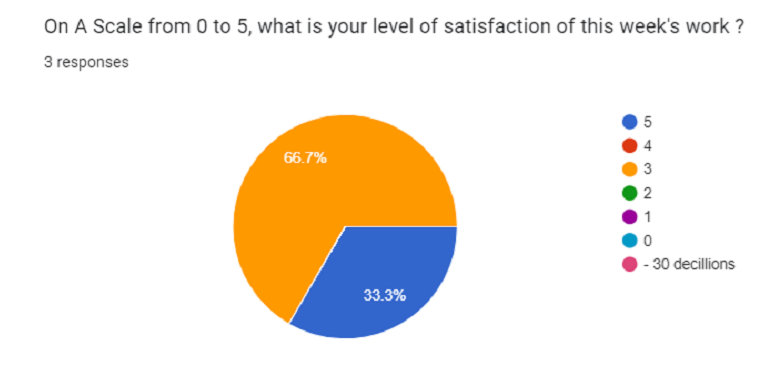 On A Scale from 0 to 5, what is your level of satisfaction of this week's work ?
3 responses
66.7%
33.3%
5
4
3
2
1
0
- 30 decillions